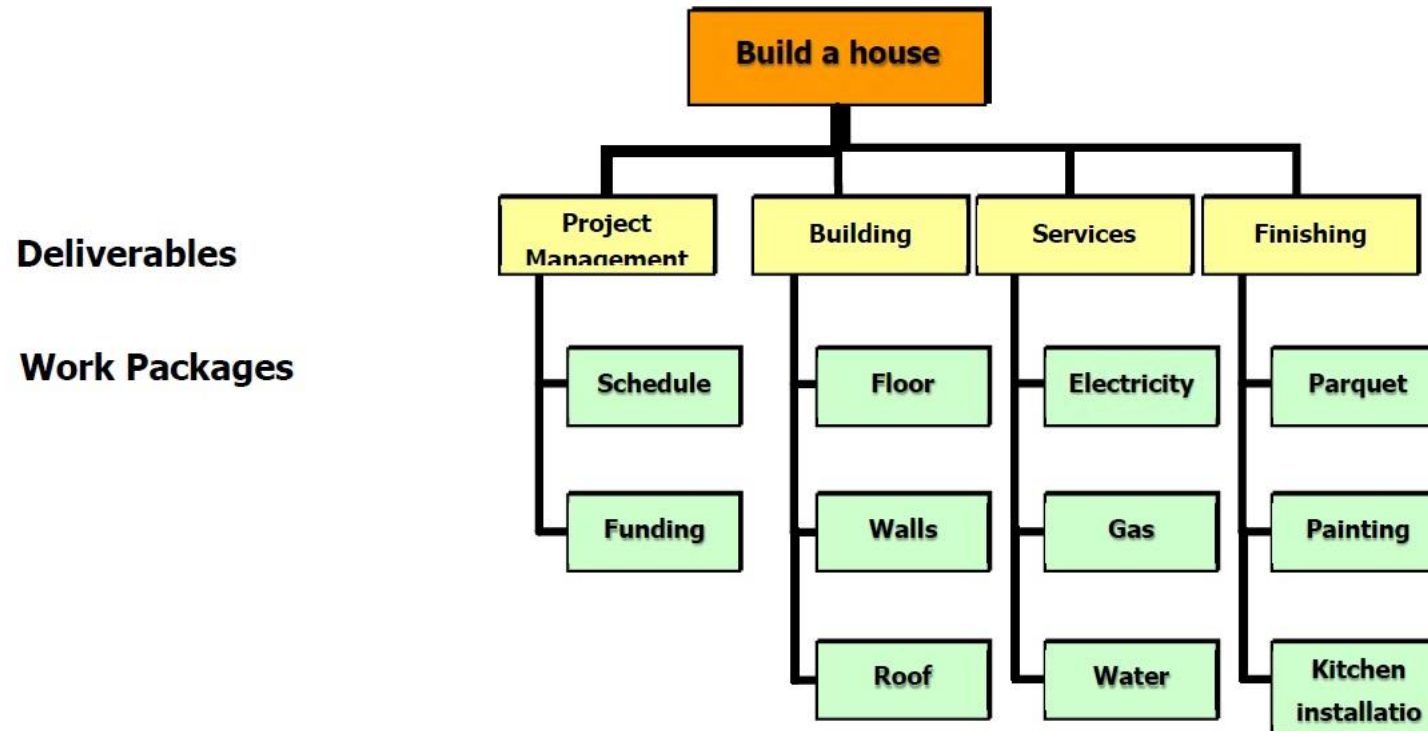 Build a house
Deliverables
Project
Management
Building
Services
Finishing
Work Packages
Schedule
Floor
Electricity
Parquet
Funding
Walls
Gas
Painting
Roof
Water
Kitchen
installatio